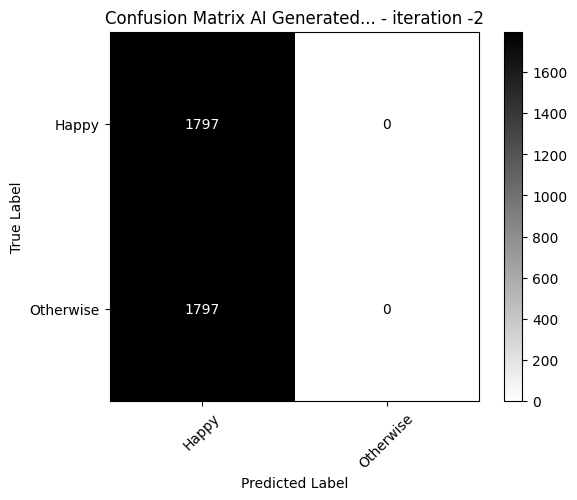 Confusion Matrix AI Generated... - iteration -2
True Label
Happy
1797
0
Otherwise
1797
0
Happy
Otherwise
Predicted Label
1600
1400
1200
1000
800
600
400
200
0